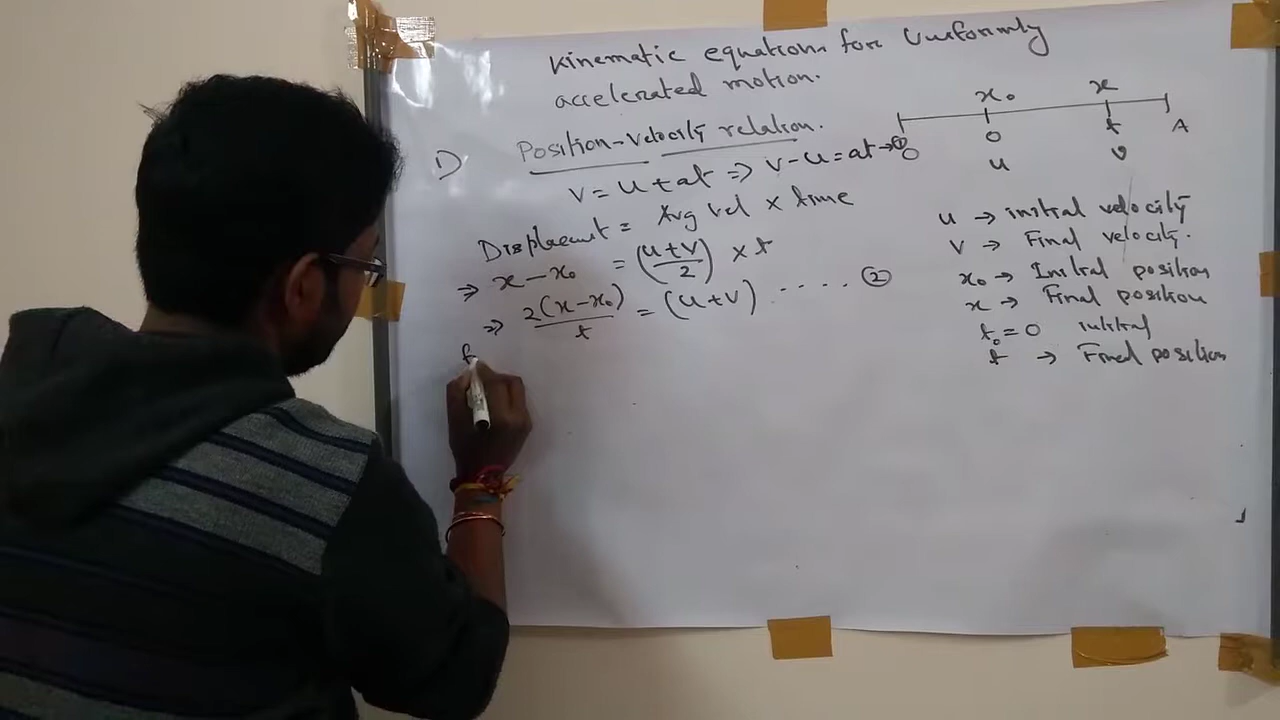 Kinematic equations for Uniformly
accelerated motion.
1) Position-velocity relation.
v = u + at ⇒ v - u = at → ①
Displacement = Avg vel × time
⇒ x - x₀ = (u+v/2) × t
⇒ 2(x-x₀)/t = (u+v) ..... ②
f
x₀ x
O 0 t A
u v
u → initial velocity
v → Final velocity.
x₀ → Initial position
x → Final position
t₀ = 0 initial
t → Final position